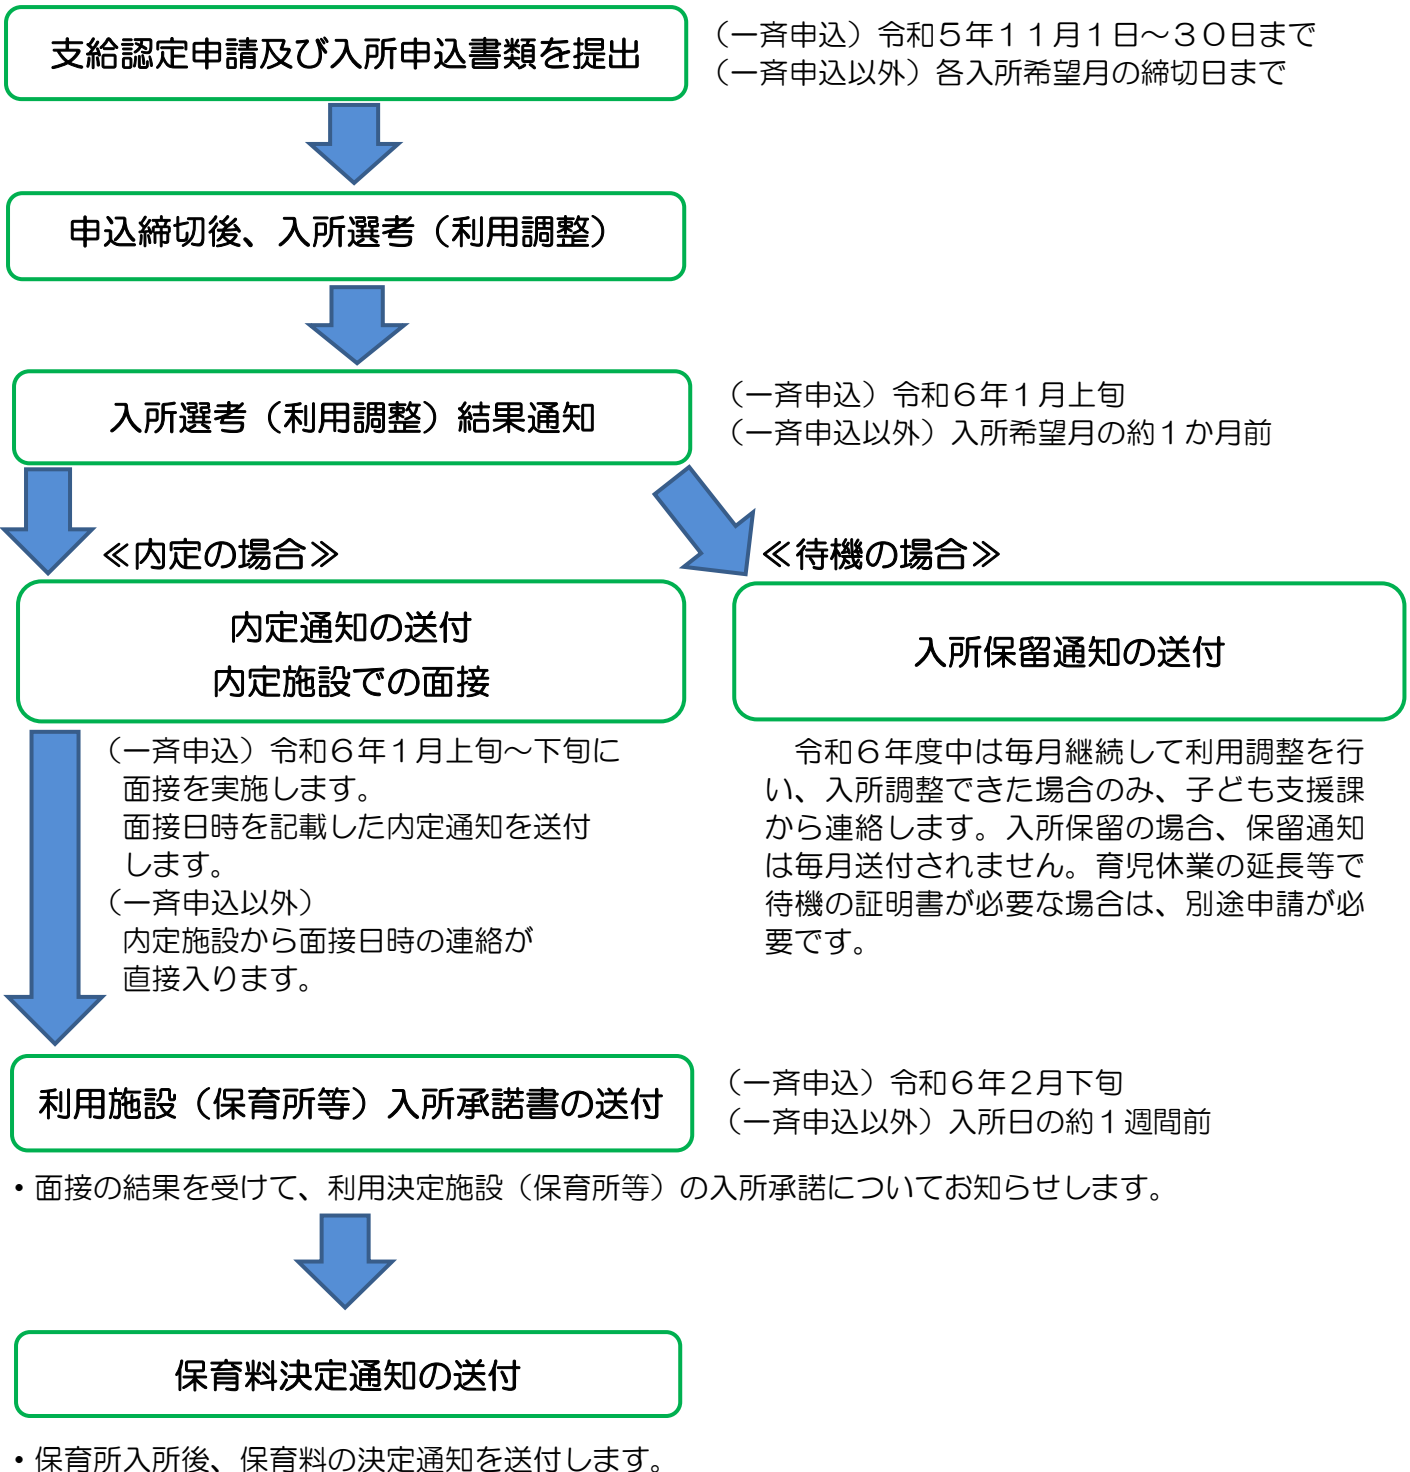 支給認定申請及び入所申込書類を提出
（一斉申込）令和５年１１月１日～３０日まで
（一斉申込以外）各入所希望月の締切日まで
申込締切後、入所選考（利用調整）
入所選考（利用調整）結果通知
（一斉申込）令和６年１月上旬
（一斉申込以外）入所希望月の約１か月前
≪内定の場合≫
内定通知の送付
内定施設での面接
（一斉申込）令和６年１月上旬～下旬に
面接を実施します。
面接日時を記載した内定通知を送付
します。
（一斉申込以外）
内定施設から面接日時の連絡が
直接入ります。
≪待機の場合≫
入所保留通知の送付
令和６年度中は毎月継続して利用調整を行
い、入所調整できた場合のみ、子ども支援課
から連絡します。入所保留の場合、保留通知
は毎月送付されません。育児休業の延長等で
待機の証明書が必要な場合は、別途申請が必
要です。
利用施設（保育所等）入所承諾書の送付
（一斉申込）令和６年２月下旬
（一斉申込以外）入所日の約１週間前
・面接の結果を受けて、利用決定施設（保育所等）の入所承諾についてお知らせします。
保育料決定通知の送付
・保育所入所後、保育料の決定通知を送付します。